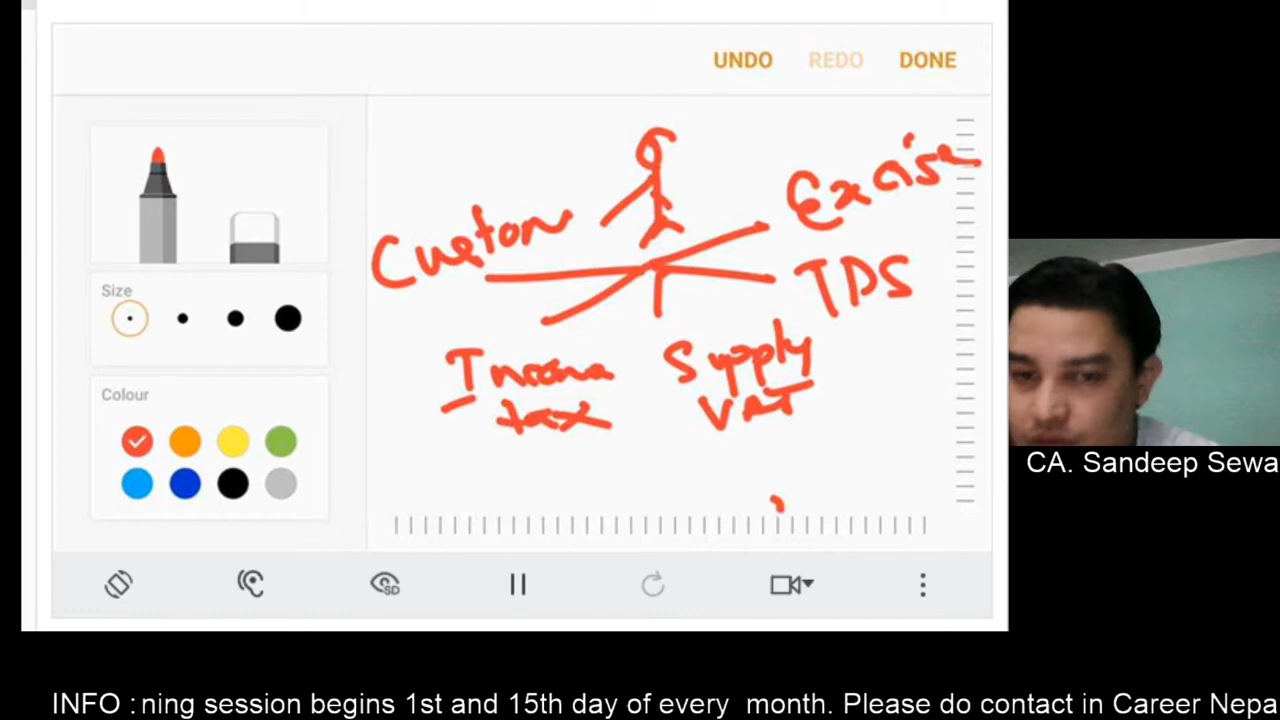 UNDO REDO DONE
Excise
Custom
TDS
Size
Income
tax
Supply
VAT
Colour
SD
CA. Sandeep Sewa
INFO : ning session begins 1st and 15th day of every month. Please do contact in Career Nepa